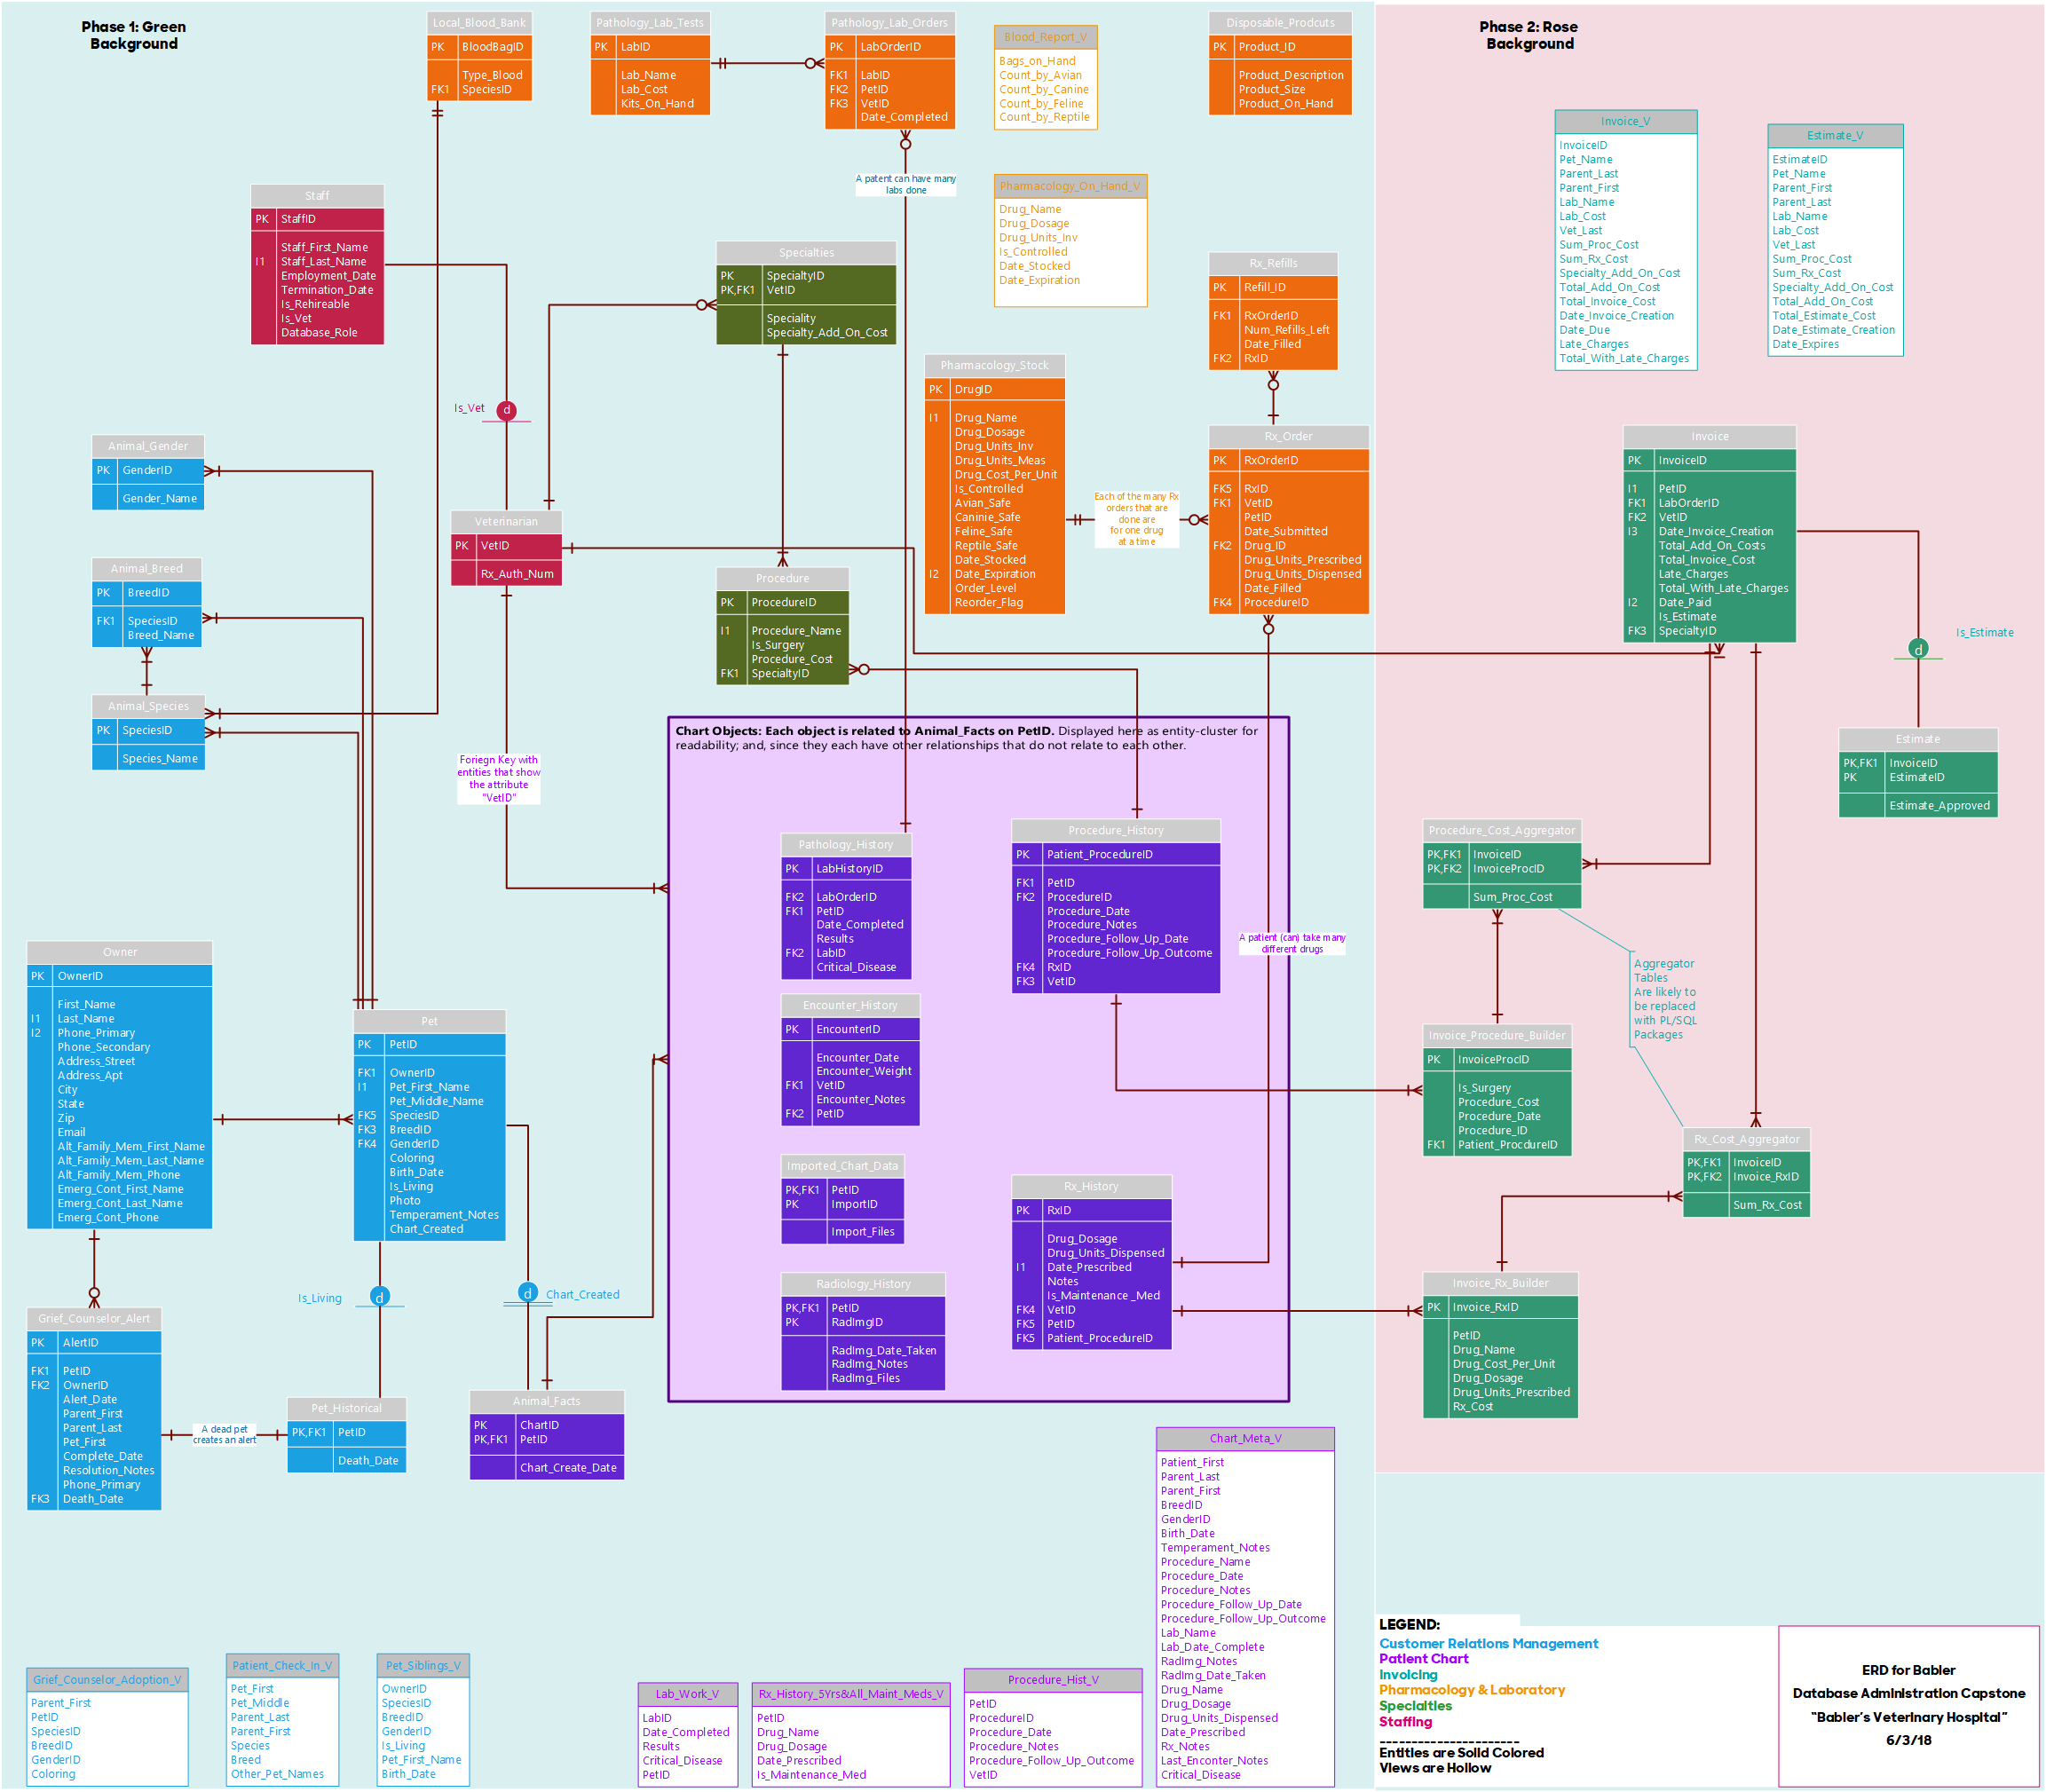 Phase 1: Green
Background
Phase 2: Rose
Background
Local_Blood_Bank
PK BloodBagID
Type_Blood
FK1 SpeciesID
Pathology_Lab_Tests
PK LabID
Lab_Name
Lab_Cost
Kits_On_Hand
Pathology_Lab_Orders
PK LabOrderID
FK1 LabID
FK2 PetID
FK3 VetID
Date_Completed
Blood_Report_V
Bags_on_Hand
Count_by_Avian
Count_by_Canine
Count_by_Feline
Count_by_Reptile
Disposable_Prodcuts
PK Product_ID
Product_Description
Product_Size
Product_On_Hand
A patent can have many
labs done
Pharmacology_On_Hand_V
Drug_Name
Drug_Dosage
Drug_Units_Inv
Is_Controlled
Date_Stocked
Date_Expiration
Invoice_V
InvoiceID
Pet_Name
Parent_Last
Parent_First
Lab_Name
Lab_Cost
Vet_Last
Sum_Proc_Cost
Sum_Rx_Cost
Specialty_Add_On_Cost
Total_Add_On_Cost
Total_Invoice_Cost
Date_Invoice_Creation
Date_Due
Late_Charges
Total_With_Late_Charges
Estimate_V
EstimateID
Pet_Name
Parent_First
Parent_Last
Lab_Name
Lab_Cost
Vet_Last
Sum_Proc_Cost
Sum_Rx_Cost
Specialty_Add_On_Cost
Total_Add_On_Cost
Total_Estimate_Cost
Date_Estimate_Creation
Date_Expires
Staff
PK StaffID
Staff_First_Name
I1 Staff_Last_Name
Employment_Date
Termination_Date
Is_Rehireable
Is_Vet
Database_Role
Specialties
PK SpecialtyID
PK,FK1 VetID
Speciality
Specialty_Add_On_Cost
Rx_Refills
PK Refill_ID
FK1 RxOrderID
Num_Refills_Left
Date_Filled
FK2 RxID
Is_Vet
d
Pharmacology_Stock
PK DrugID
I1 Drug_Name
Drug_Dosage
Drug_Units_Inv
Drug_Units_Meas
Drug_Cost_Per_Unit
Is_Controlled
Avian_Safe
Caninie_Safe
Feline_Safe
Reptile_Safe
Date_Stocked
I2 Date_Expiration
Order_Level
Reorder_Flag
Each of the many Rx
orders that are
done are
for one drug
at a time
Rx_Order
PK RxOrderID
FK5 RxID
FK1 VetID
PetID
Date_Submitted
FK2 Drug_ID
Drug_Units_Prescribed
Drug_Units_Dispensed
Date_Filled
FK4 ProcedureID
Invoice
PK InvoiceID
I1 PetID
FK1 LabOrderID
FK2 VetID
I3 Date_Invoice_Creation
Total_Add_On_Costs
Total_Invoice_Cost
Late_Charges
Total_With_Late_Charges
I2 Date_Paid
Is_Estimate
FK3 SpecialtyID
Is_Estimate
d
Animal_Gender
PK GenderID
Gender_Name
Veterinarian
PK VetID
Rx_Auth_Num
Animal_Breed
PK BreedID
FK1 SpeciesID
Breed_Name
Procedure
PK ProcedureID
I1 Procedure_Name
Is_Surgery
Procedure_Cost
FK1 SpecialtyID
Animal_Species
PK SpeciesID
Species_Name
Foriegn Key with
entities that show
the attribute
"VetID"
Chart Objects: Each object is related to Animal_Facts on PetID. Displayed here as entity-cluster for
readability; and, since they each have other relationships that do not relate to each other.
Estimate
PK,FK1 InvoiceID
PK EstimateID
Estimate_Approved
Pathology_History
PK LabHistoryID
FK2 LabOrderID
FK1 PetID
Date_Completed
Results
FK2 LabID
Critical_Disease
Procedure_History
PK Patient_ProcedureID
FK1 PetID
FK2 ProcedureID
Procedure_Date
Procedure_Notes
Procedure_Follow_Up_Date
Procedure_Follow_Up_Outcome
FK4 RxID
FK3 VetID
A patient (can) take many
different drugs
Procedure_Cost_Aggregator
PK,FK1 InvoiceID
PK,FK2 InvoiceProcID
Sum_Proc_Cost
Aggregator
Tables
Are likely to
be replaced
with PL/SQL
Packages
Owner
PK OwnerID
First_Name
I1 Last_Name
I2 Phone_Primary
Phone_Secondary
Address_Street
Address_Apt
City
State
Zip
Email
Alt_Family_Mem_First_Name
Alt_Family_Mem_Last_Name
Alt_Family_Mem_Phone
Emerg_Cont_First_Name
Emerg_Cont_Last_Name
Emerg_Cont_Phone
Pet
PK PetID
FK1 OwnerID
I1 Pet_First_Name
Pet_Middle_Name
FK5 SpeciesID
FK3 BreedID
FK4 GenderID
Coloring
Birth_Date
Is_Living
Photo
Temperament_Notes
Chart_Created
Encounter_History
PK EncounterID
Encounter_Date
Encounter_Weight
FK1 VetID
Encounter_Notes
FK2 PetID
Invoice_Procedure_Builder
PK InvoiceProcID
Is_Surgery
Procedure_Cost
Procedure_Date
Procedure_ID
FK1 Patient_ProcdureID
Rx_Cost_Aggregator
PK,FK1 InvoiceID
PK,FK2 Invoice_RxID
Sum_Rx_Cost
Imported_Chart_Data
PK,FK1 PetID
PK ImportID
Import_Files
Rx_History
PK RxID
Drug_Dosage
Drug_Units_Dispensed
I1 Date_Prescribed
Notes
Is_Maintenance _Med
FK4 VetID
FK5 PetID
FK5 Patient_ProcedureID
Radiology_History
PK,FK1 PetID
PK RadImgID
RadImg_Date_Taken
RadImg_Notes
RadImg_Files
Invoice_Rx_Builder
PK Invoice_RxID
PetID
Drug_Name
Drug_Cost_Per_Unit
Drug_Dosage
Drug_Units_Prescribed
Rx_Cost
Is_Living
d
d
Chart_Created
Grief_Counselor_Alert
PK AlertID
FK1 PetID
FK2 OwnerID
Alert_Date
Parent_First
Parent_Last
Pet_First
Complete_Date
Resolution_Notes
Phone_Primary
FK3 Death_Date
A dead pet
creates an alert
Pet_Historical
PK,FK1 PetID
Death_Date
Animal_Facts
PK ChartID
PK,FK1 PetID
Chart_Create_Date
Chart_Meta_V
Patient_First
Parent_Last
Parent_First
BreedID
GenderID
Birth_Date
Temperament_Notes
Procedure_Name
Procedure_Date
Procedure_Notes
Procedure_Follow_Up_Date
Procedure_Follow_Up_Outcome
Lab_Name
Lab_Date_Complete
RadImg_Notes
RadImg_Date_Taken
Drug_Name
Drug_Dosage
Drug_Units_Dispensed
Date_Prescribed
Rx_Notes
Last_Enconter_Notes
Critical_Disease
Grief_Counselor_Adoption_V
Parent_First
PetID
SpeciesID
BreedID
GenderID
Coloring
Patient_Check_In_V
Pet_First
Pet_Middle
Parent_Last
Parent_First
Species
Breed
Other_Pet_Names
Pet_Siblings_V
OwnerID
SpeciesID
BreedID
GenderID
Is_Living
Pet_First_Name
Birth_Date
Lab_Work_V
LabID
Date_Completed
Results
Critical_Disease
PetID
Rx_History_5Yrs&All_Maint_Meds_V
PetID
Drug_Name
Drug_Dosage
Date_Prescribed
Is_Maintenance_Med
Procedure_Hist_V
PetID
ProcedureID
Procedure_Date
Procedure_Notes
Procedure_Follow_Up_Outcome
VetID
LEGEND:
Customer Relations Management
Patient Chart
Invoicing
Pharmacology & Laboratory
Specialties
Staffing
______________________
Entities are Solid Colored
Views are Hollow
ERD for Babler
Database Administration Capstone
"Babler's Veterinary Hospital"
6/3/18